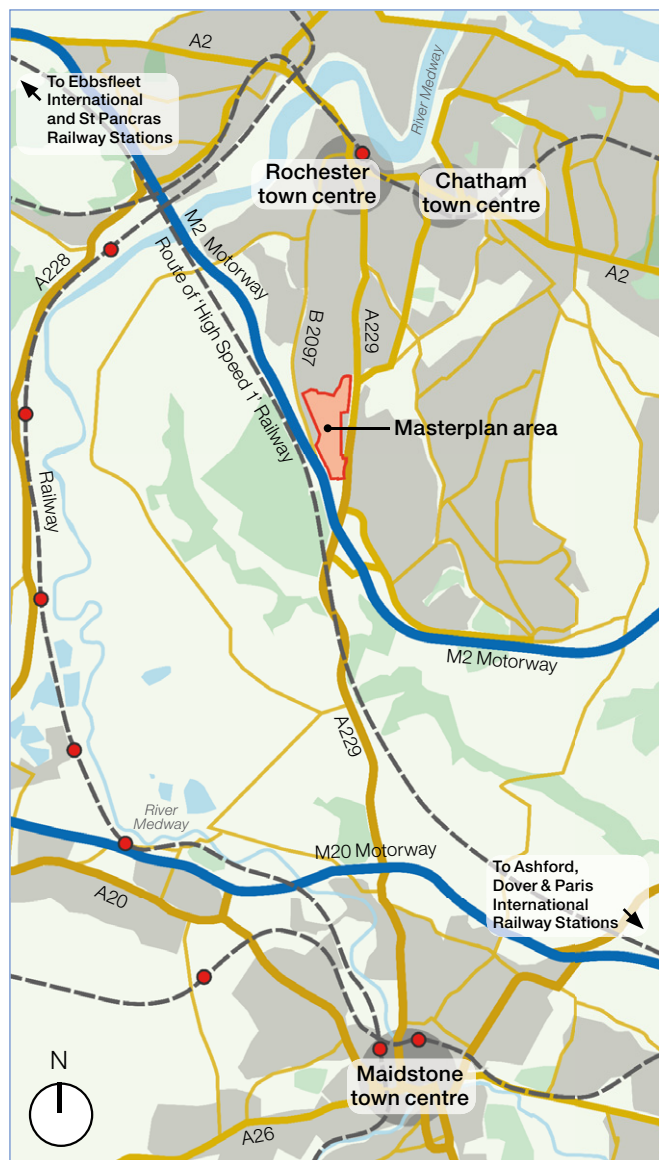 A2
To Ebbsfleet
International
and St Pancras
Railway Stations
River Medway
Rochester
town centre
Chatham
town centre
A228
M2 Motorway
A2
Route of 'High Speed 1' Railway
B 2097
A229
Masterplan area
Railway
M2 Motorway
A229
River
Medway
M20 Motorway
To Ashford,
Dover & Paris
International
Railway Stations
A20
N
Maidstone
town centre
A26